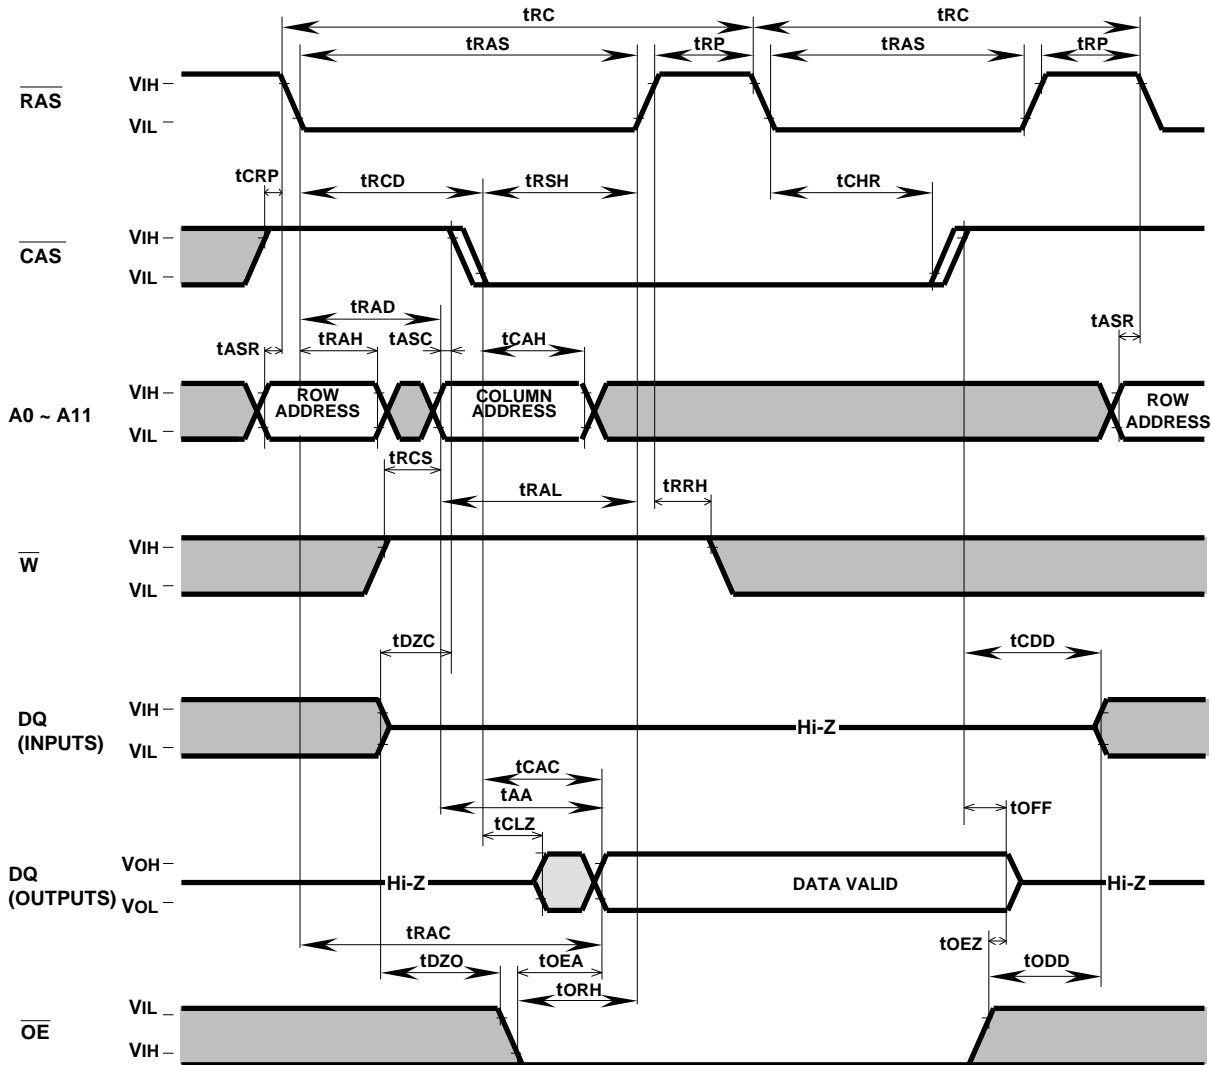 tRC tRC
tRAS tRP tRAS tRP
RAS VIH
VIL
tCRP tRCD tRSH tCHR
CAS VIH
VIL
tRAD
tASR tRAH tASC tCAH tASR
A0 ~ A11 VIH ROW ADDRESS COLUMN ADDRESS ROW ADDRESS
VIL
tRCS
tRAL tRRH
W VIH
VIL
tDZC tCDD
DQ (INPUTS) VIH Hi-Z
VIL
tCAC
tAA tOFF
tCLZ
DQ (OUTPUTS) VOH Hi-Z DATA VALID Hi-Z
VOL
tRAC tOEZ
tDZO tOEA tODD
tORH
OE VIL
VIH